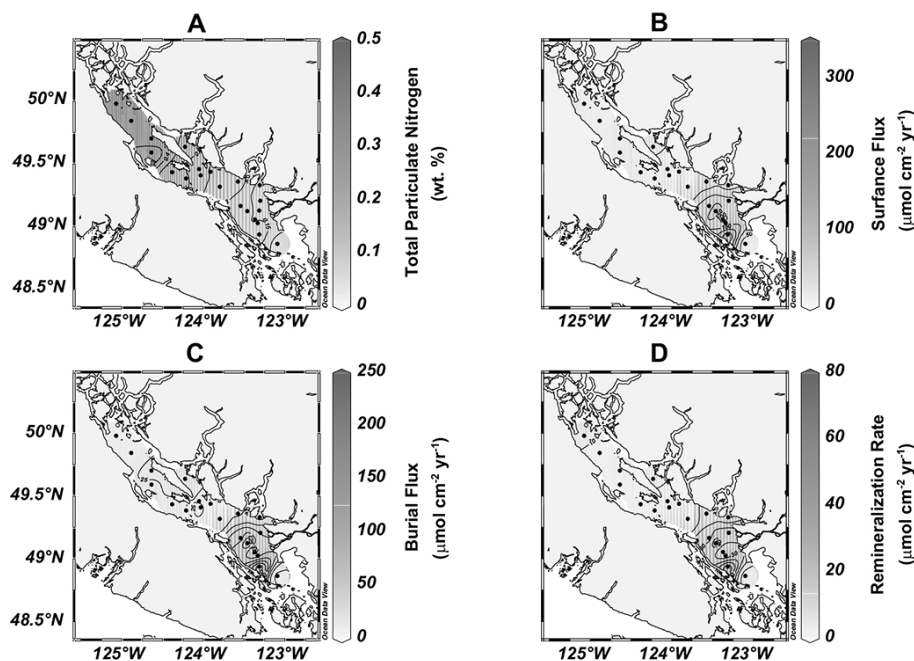 A
B
0.5
0.4
0.3
0.2
0.1
0
Total Particulate Nitrogen
(wt. %)
300
200
100
0
Surfance Flux
(μmol cm-2 yr-1)
50°N
49.5°N
49°N
48.5°N
125°W 124°W 123°W
125°W 124°W 123°W
Ocean Data View
Ocean Data View
C
D
250
200
150
100
50
0
Burial Flux
(μmol cm-2 yr-1)
80
60
40
20
0
Remineralization Rate
(μmol cm-2 yr-1)
50°N
49.5°N
49°N
48.5°N
25
125°W 124°W 123°W
125°W 124°W 123°W
Ocean Data View
Ocean Data View